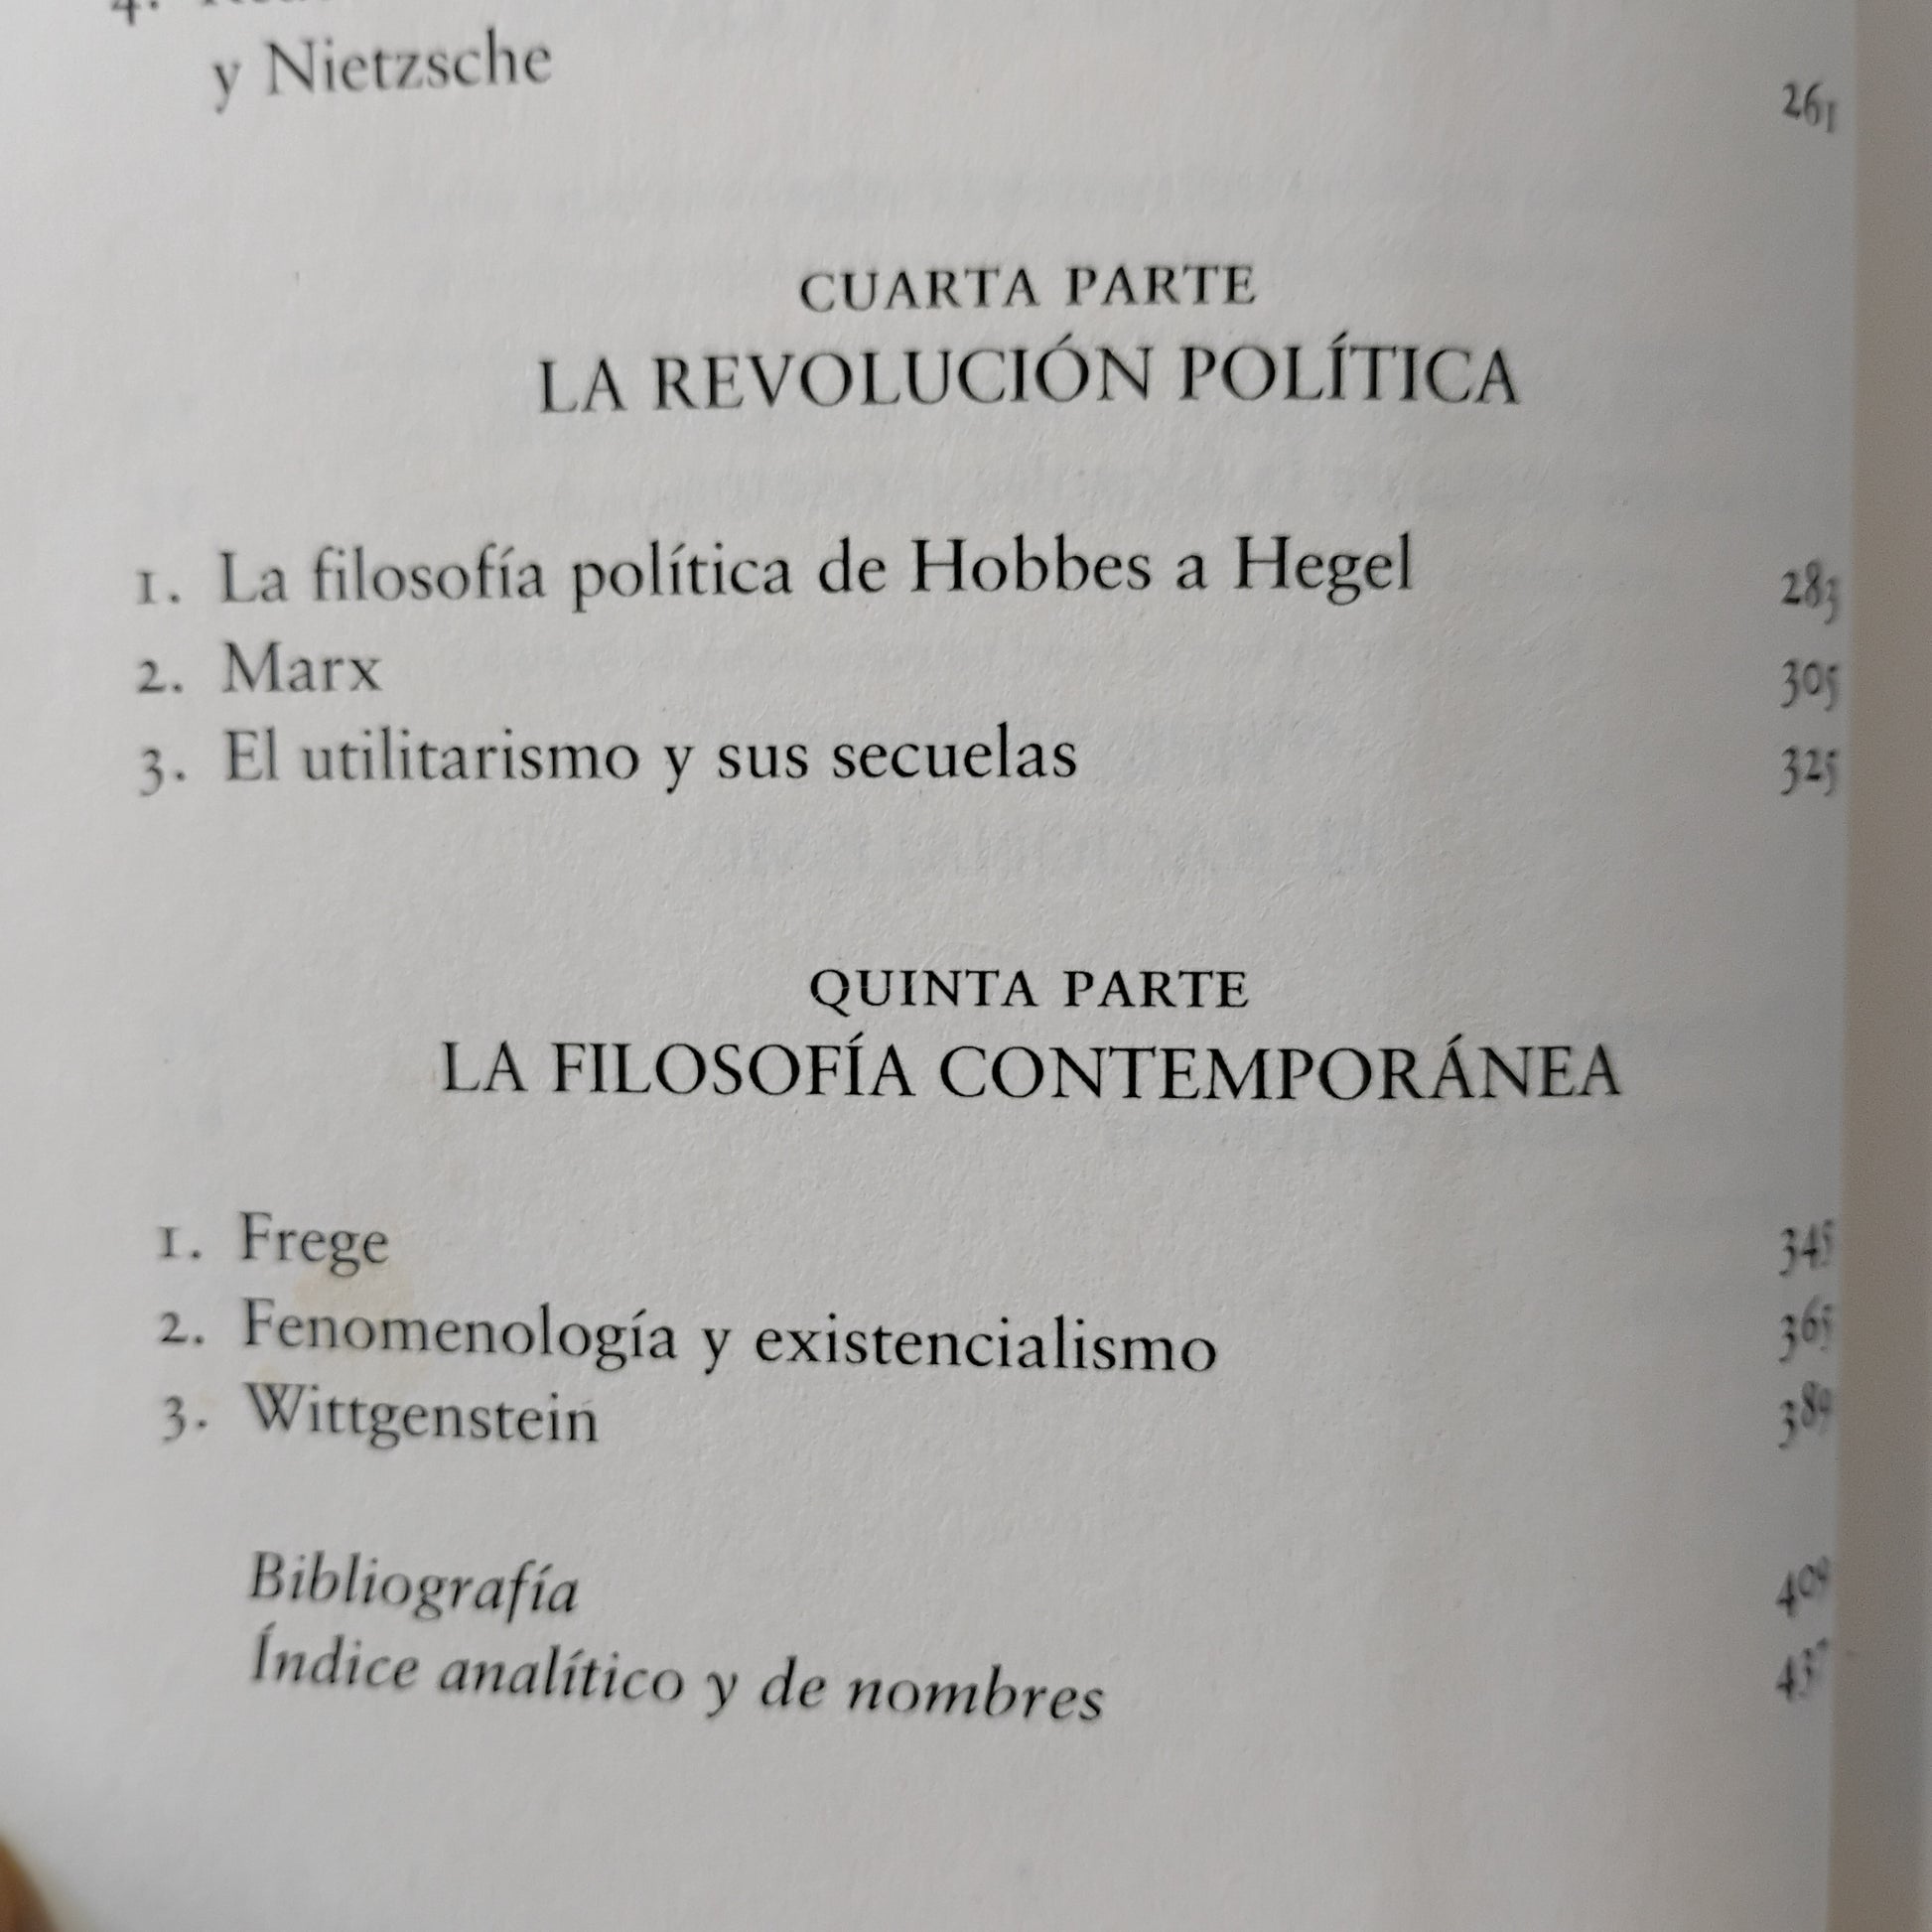 4.
y Nietzsche 261
CUARTA PARTE
LA REVOLUCIÓN POLÍTICA
1. La filosofía política de Hobbes a Hegel 283
2. Marx 305
3. El utilitarismo y sus secuelas 325
QUINTA PARTE
LA FILOSOFÍA CONTEMPORÁNEA
1. Frege 345
2. Fenomenología y existencialismo 365
3. Wittgenstein 389
Bibliografía 409
Índice analítico y de nombres